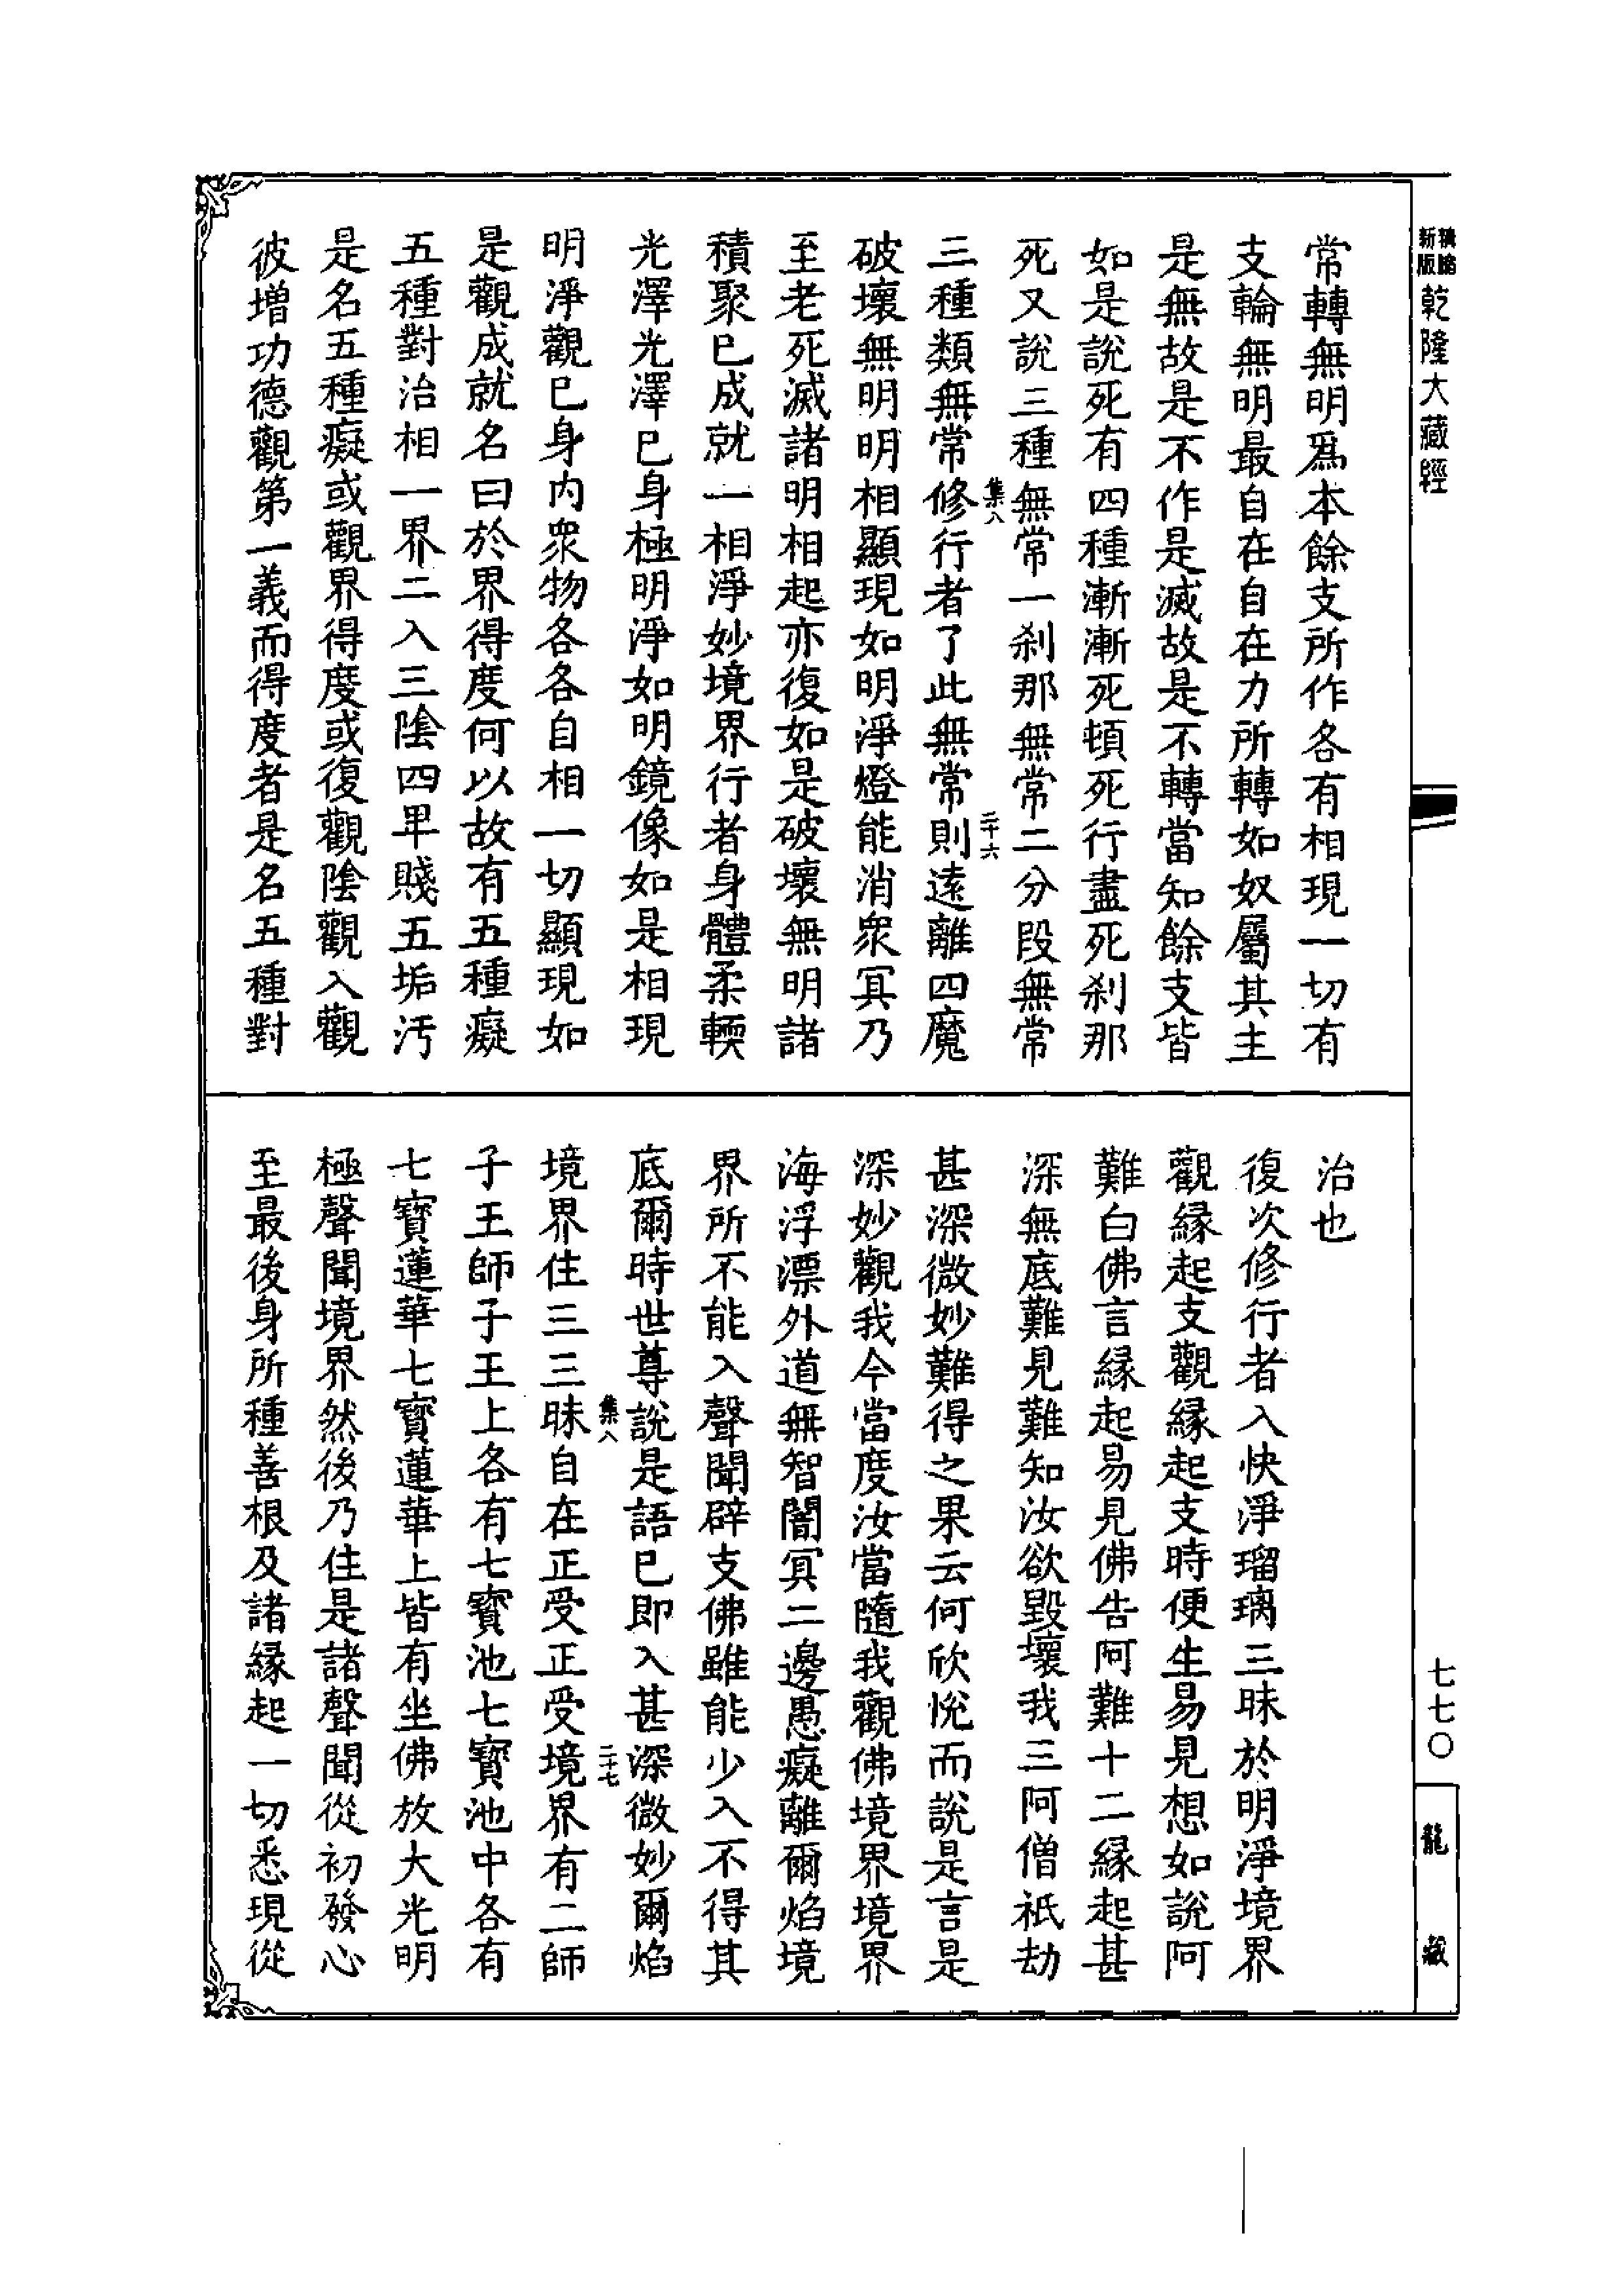 新版
乾隆大藏經
七七〇
龍藏
常轉無明爲本餘支所作各有相現一切有
支輪無明最自在自在力所轉如奴屬其主
是無故是不作是滅故是不轉當知餘支皆
如是說死有四種漸漸死頓死行盡死刹那
死又說三種無常一刹那無常二分段無常
集八
二十六
三種類無常修行者了此無常則遠離四魔
破壞無明明相顯現如明淨燈能消衆冥乃
至老死滅諸明相起亦復如是破壞無明諸
積聚已成就一相淨妙境界行者身體柔輭
光澤光澤已身極明淨如明鏡像如是相現
明淨觀已身內衆物各各自相一切顯現如
是觀成就名曰於界得度何以故有五種癡
五種對治相一界二入三陰四卑賤五垢汚
是名五種癡或觀界得度或復觀陰觀入觀
彼增功德觀第一義而得度者是名五種對
治也
復次修行者入快淨瑠璃三昧於明淨境界
觀緣起支觀緣起支時便生易見想如說阿
難白佛言緣起易見佛告阿難十二緣起甚
深無底難見難知汝欲毀壞我三阿僧祇劫
甚深微妙難得之果云何欣悅而說是言是
深妙觀我今當度汝當隨我觀佛境界境界
海浮漂外道無智闇冥二邊愚癡離爾焰境
界所不能入聲聞辟支佛雖能少入不得其
底爾時世尊說是語已即入甚深微妙爾焰
集八
二十七
境界住三三昧自在正受正受境界有二師
子王師子王上各有七寶池七寶池中各有
七寶蓮華七寶蓮華上皆有坐佛放大光明
極聲聞境界然後乃住是諸聲聞從初發心
至最後身所種善根及諸緣起一切悉現從